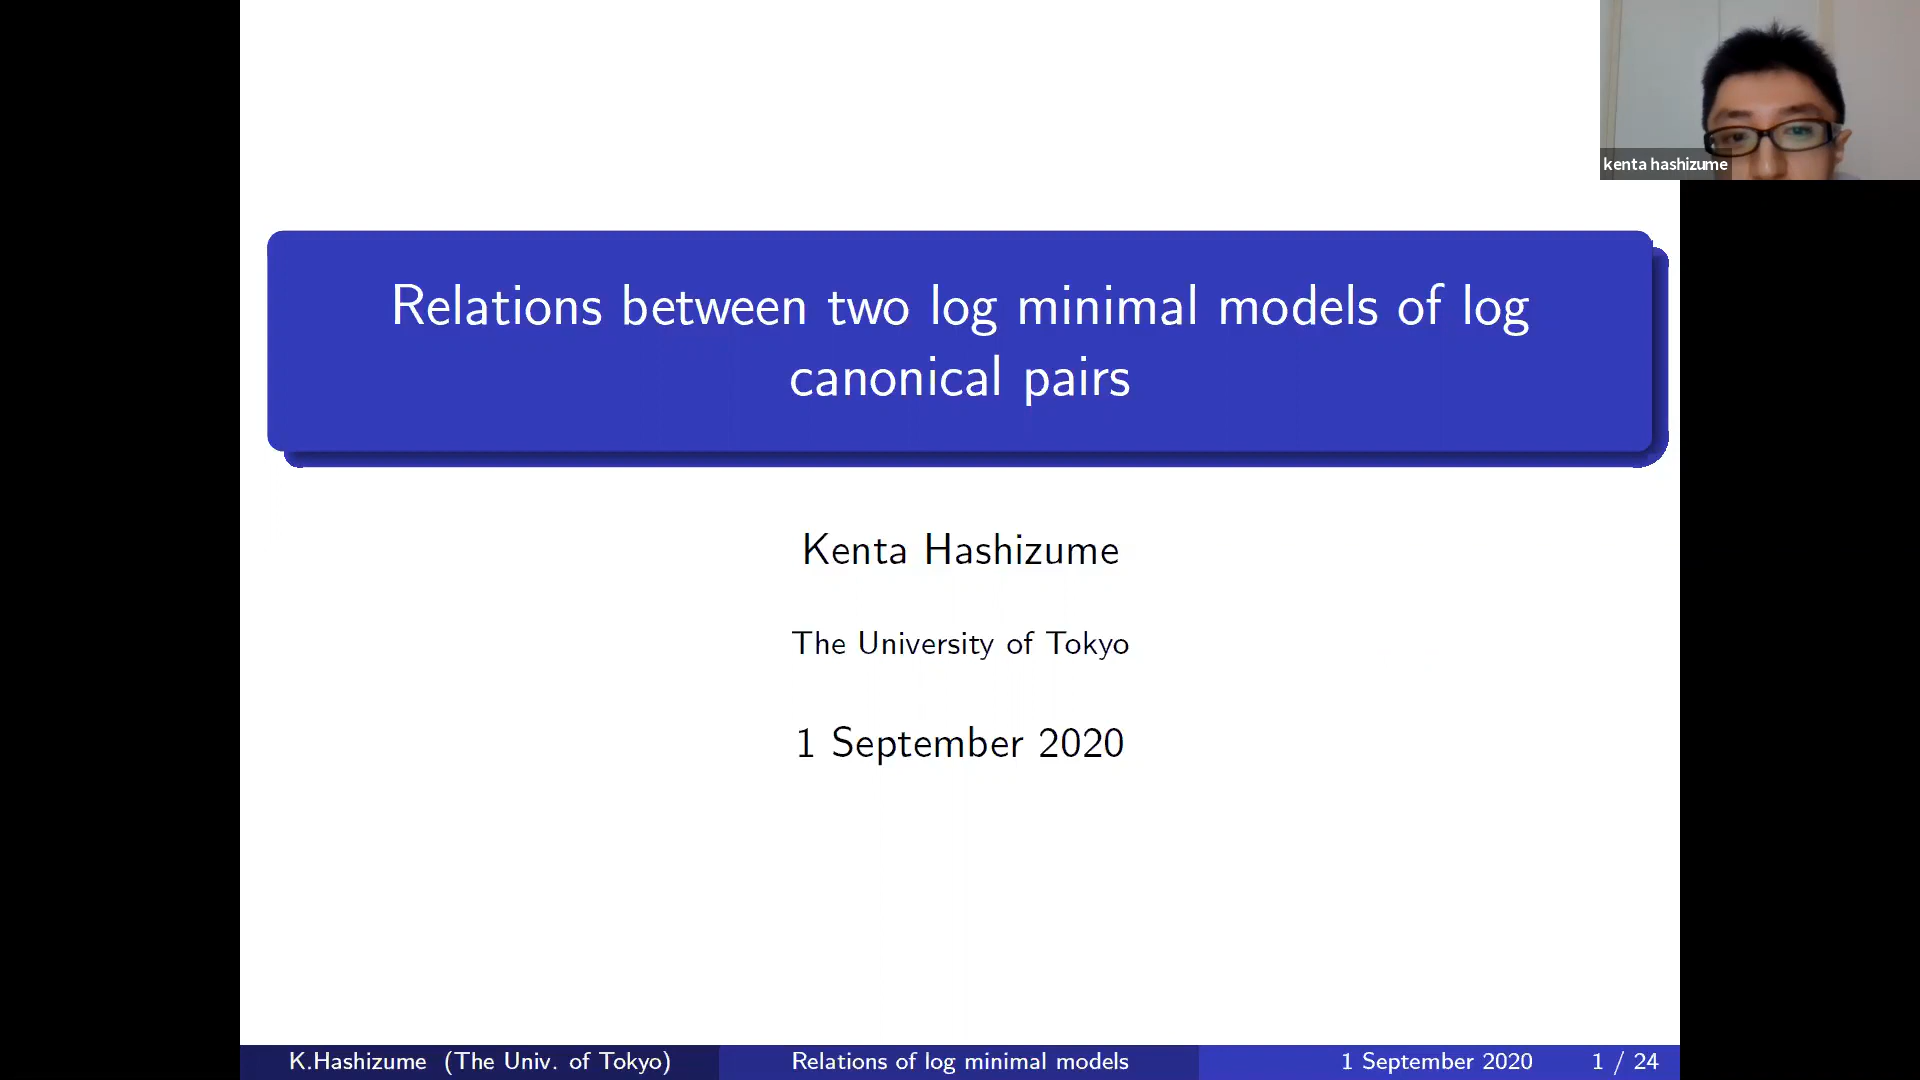 kenta hashizume
Relations between two log minimal models of log
canonical pairs
Kenta Hashizume
The University of Tokyo
1 September 2020
K.Hashizume (The Univ. of Tokyo)
Relations of log minimal models
1 September 2020
1 / 24